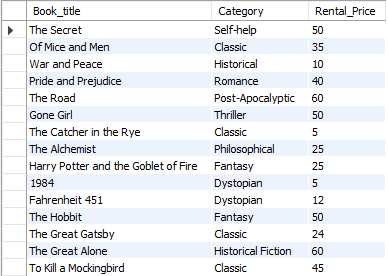 Book_title Category Rental_Price
The Secret Self-help 50
Of Mice and Men Classic 35
War and Peace Historical 10
Pride and Prejudice Romance 40
The Road Post-Apocalyptic 60
Gone Girl Thriller 50
The Catcher in the Rye Classic 5
The Alchemist Philosophical 25
Harry Potter and the Goblet of Fire Fantasy 25
1984 Dystopian 5
Fahrenheit 451 Dystopian 12
The Hobbit Fantasy 50
The Great Gatsby Classic 24
The Great Alone Historical Fiction 60
To Kill a Mockingbird Classic 45